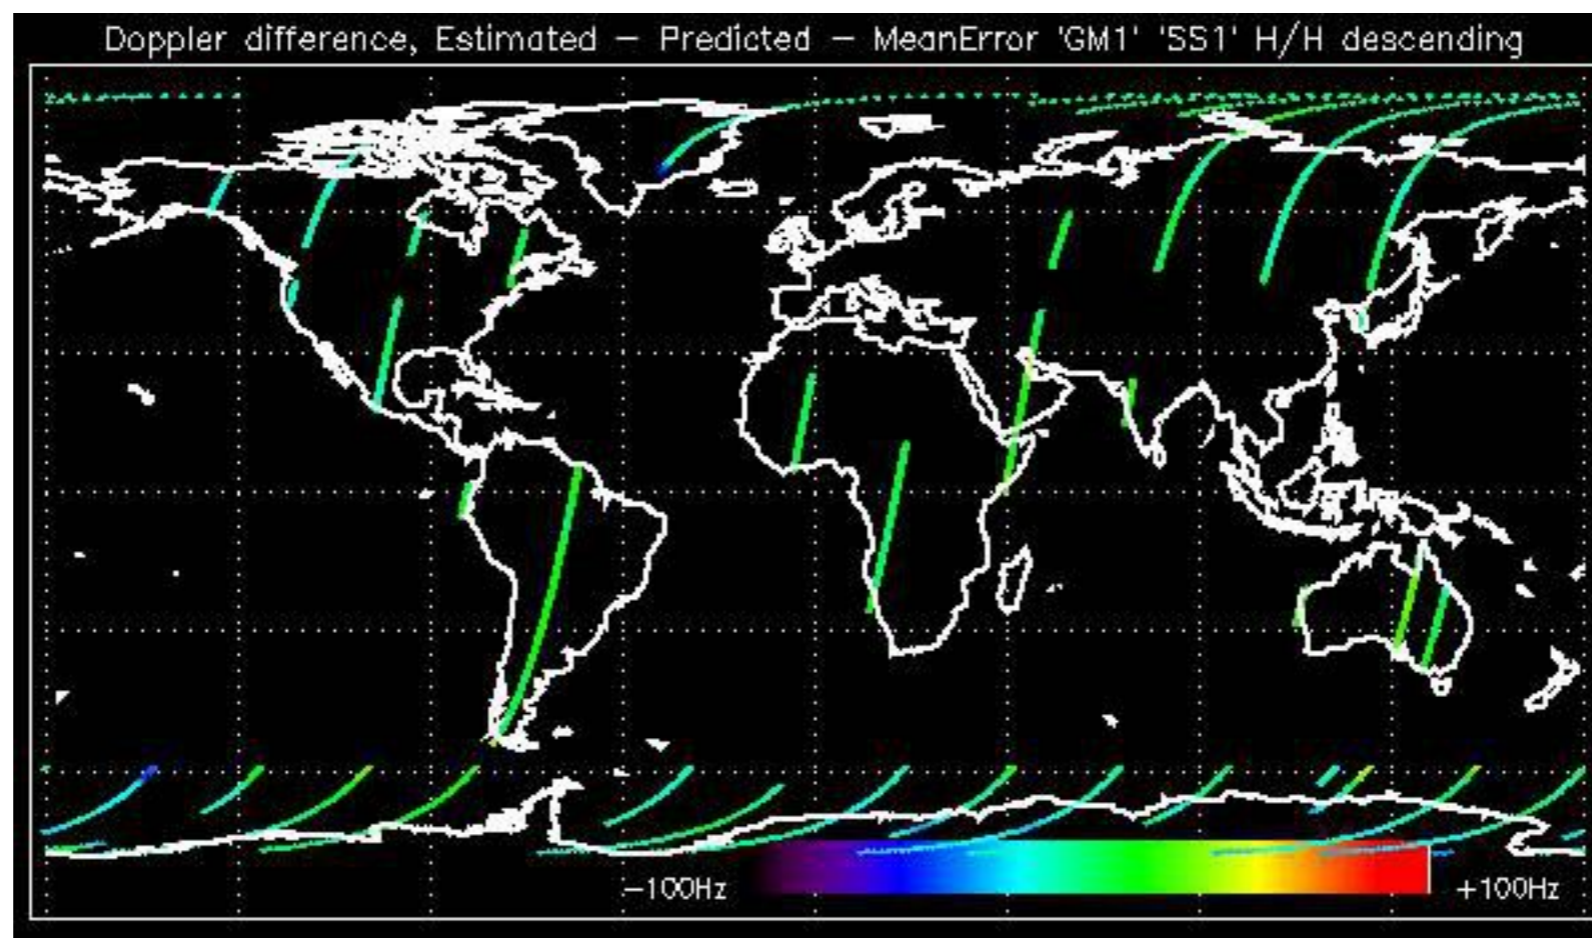 Doppler difference, Estimated – Predicted – MeanError 'GM1' 'SS1' H/H descending
−100Hz
+100Hz